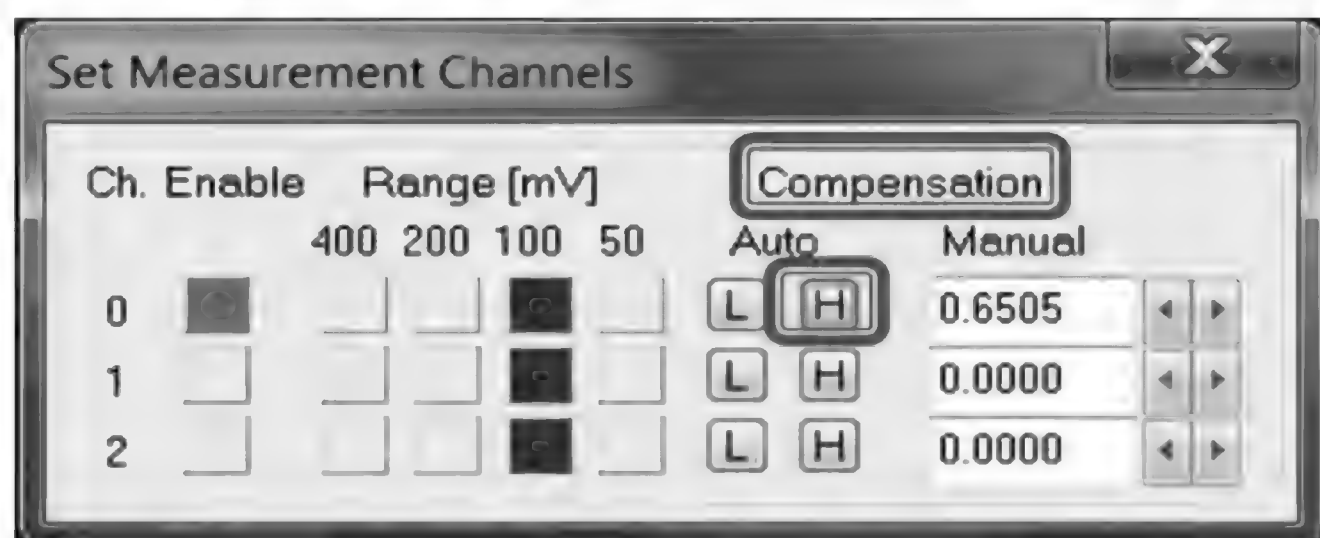 Set Measurement Channels
Ch. Enable Range [mV] Compensation
400 200 100 50 Auto Manual
0 L H 0.6505
1 L H 0.0000
2 L H 0.0000